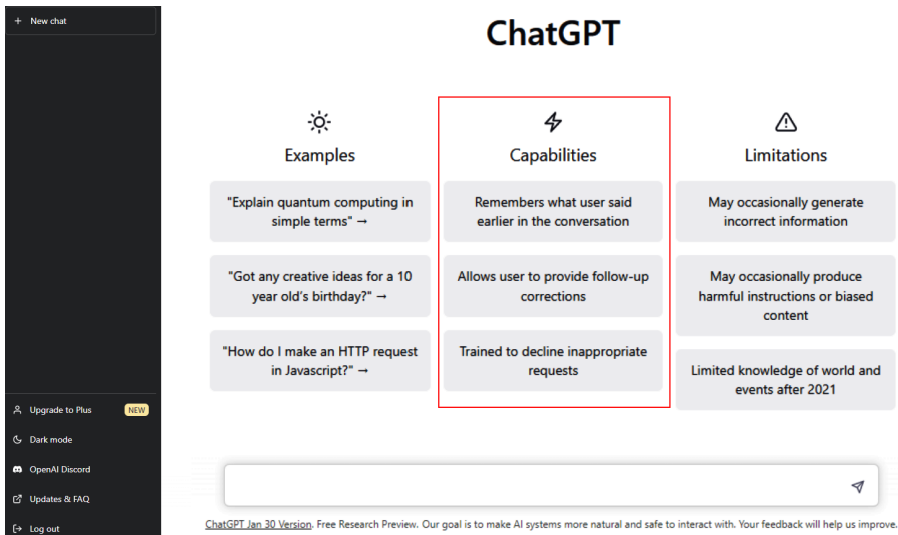 + New chat
ChatGPT
Examples
"Explain quantum computing in
simple terms" →
"Got any creative ideas for a 10
year old's birthday?" →
"How do I make an HTTP request
in Javascript?" →
Capabilities
Remembers what user said
earlier in the conversation
Allows user to provide follow-up
corrections
Trained to decline inappropriate
requests
Limitations
May occasionally generate
incorrect information
May occasionally produce
harmful instructions or biased
content
Limited knowledge of world and
events after 2021
Upgrade to Plus NEW
Dark mode
OpenAI Discord
Updates & FAQ
Log out
ChatGPT Jan 30 Version. Free Research Preview. Our goal is to make AI systems more natural and safe to interact with. Your feedback will help us improve.